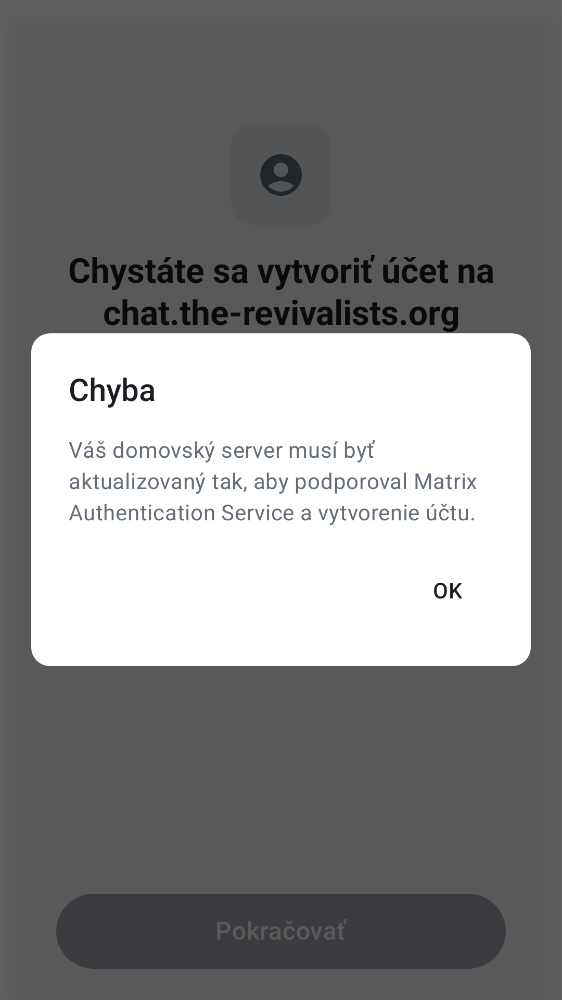 Chystáte sa vytvoriť účet na
chat.the-revivalists.org
Chyba
Váš domovský server musí byť
aktualizovaný tak, aby podporoval Matrix
Authentication Service a vytvorenie účtu.
OK
Pokračovať